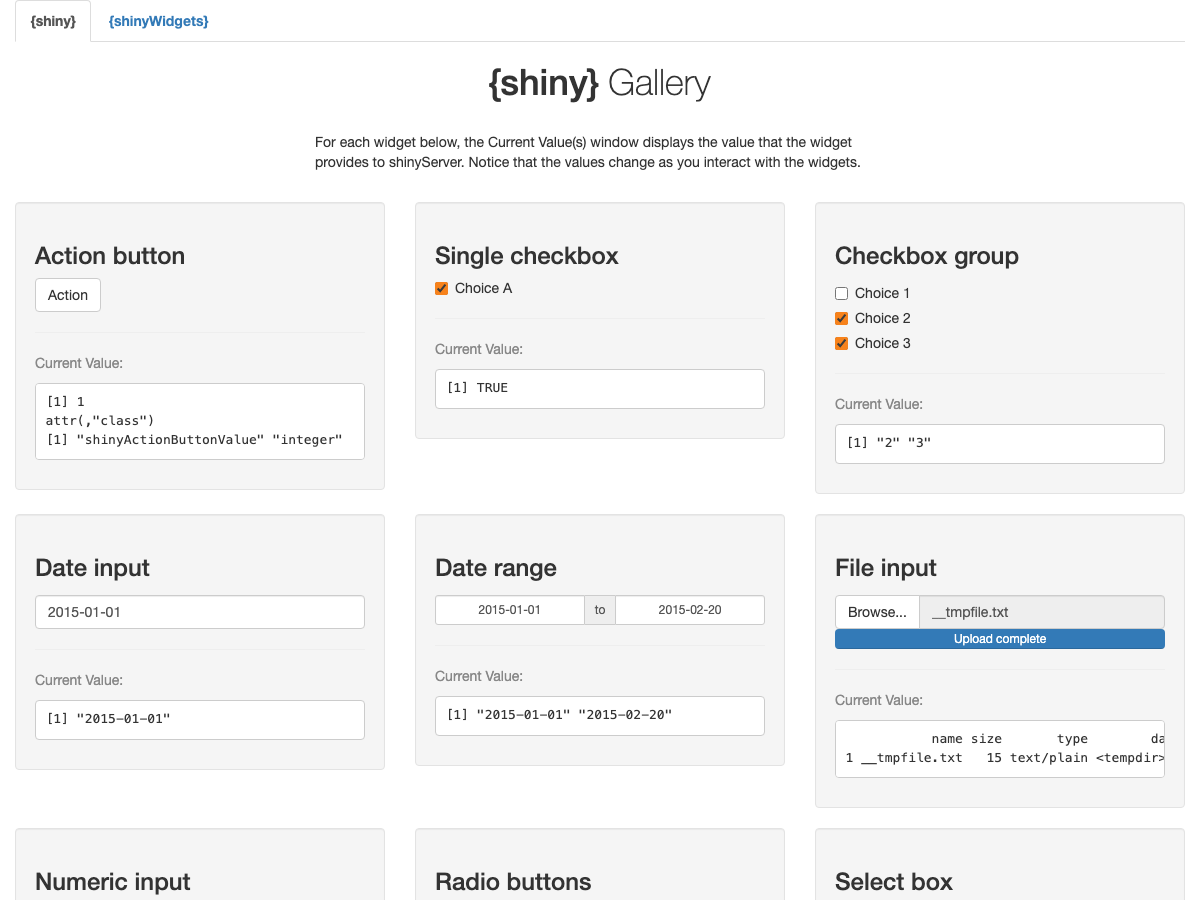 {shiny} {shinyWidgets}
{shiny} Gallery
For each widget below, the Current Value(s) window displays the value that the widget
provides to shinyServer. Notice that the values change as you interact with the widgets.
Action button
Action
Current Value:
[1] 1
attr(,"class")
[1] "shinyActionButtonValue" "integer"
Single checkbox
Choice A
Current Value:
[1] TRUE
Checkbox group
Choice 1
Choice 2
Choice 3
Current Value:
[1] "2" "3"
Date input
2015-01-01
Current Value:
[1] "2015-01-01"
Date range
2015-01-01 to 2015-02-20
Current Value:
[1] "2015-01-01" "2015-02-20"
File input
Browse... __tmpfile.txt
Upload complete
Current Value:
name size type da
1 __tmpfile.txt 15 text/plain <tempdir>
Numeric input
Radio buttons
Select box